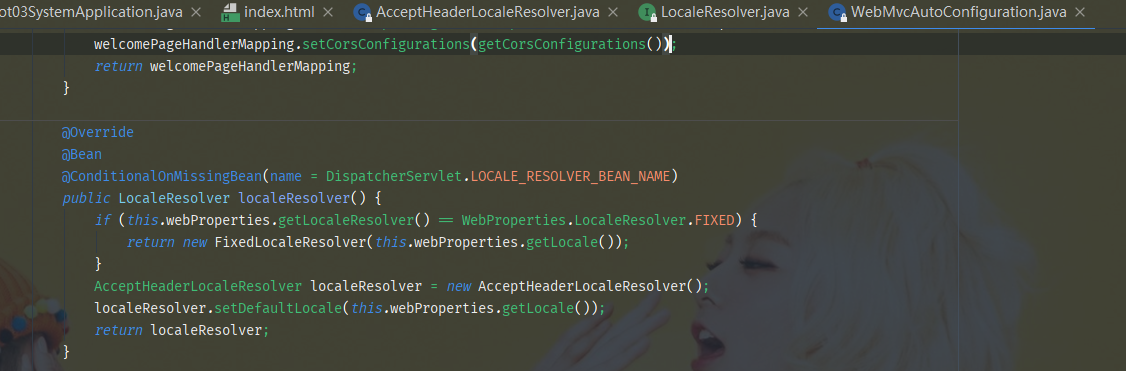 ot03SystemApplication.java × index.html × AcceptHeaderLocaleResolver.java × LocaleResolver.java × WebMvcAutoConfiguration.java ×
welcomePageHandlerMapping.setCorsConfigurations(getCorsConfigurations());
return welcomePageHandlerMapping;
}
@Override
@Bean
@ConditionalOnMissingBean(name = DispatcherServlet.LOCALE_RESOLVER_BEAN_NAME)
public LocaleResolver localeResolver() {
if (this.webProperties.getLocaleResolver() == WebProperties.LocaleResolver.FIXED) {
return new FixedLocaleResolver(this.webProperties.getLocale());
}
AcceptHeaderLocaleResolver localeResolver = new AcceptHeaderLocaleResolver();
localeResolver.setDefaultLocale(this.webProperties.getLocale());
return localeResolver;
}